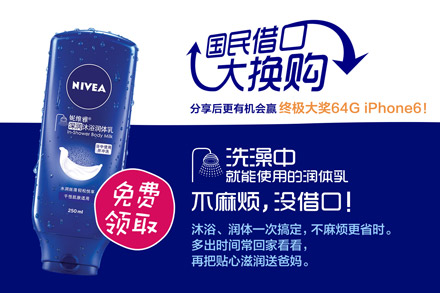 国民借口
大换购
分享后更有机会赢 终极大奖64G iPhone6!
NIVEA
妮维雅
深润沐浴润体乳
In-Shower Body Milk
250 ml
免费
领取
洗澡中
就能使用的润体乳
不麻烦，没借口！
沐浴、润体一次搞定，不麻烦更省时。
多出时间常回家看看，
再把贴心滋润送爸妈。